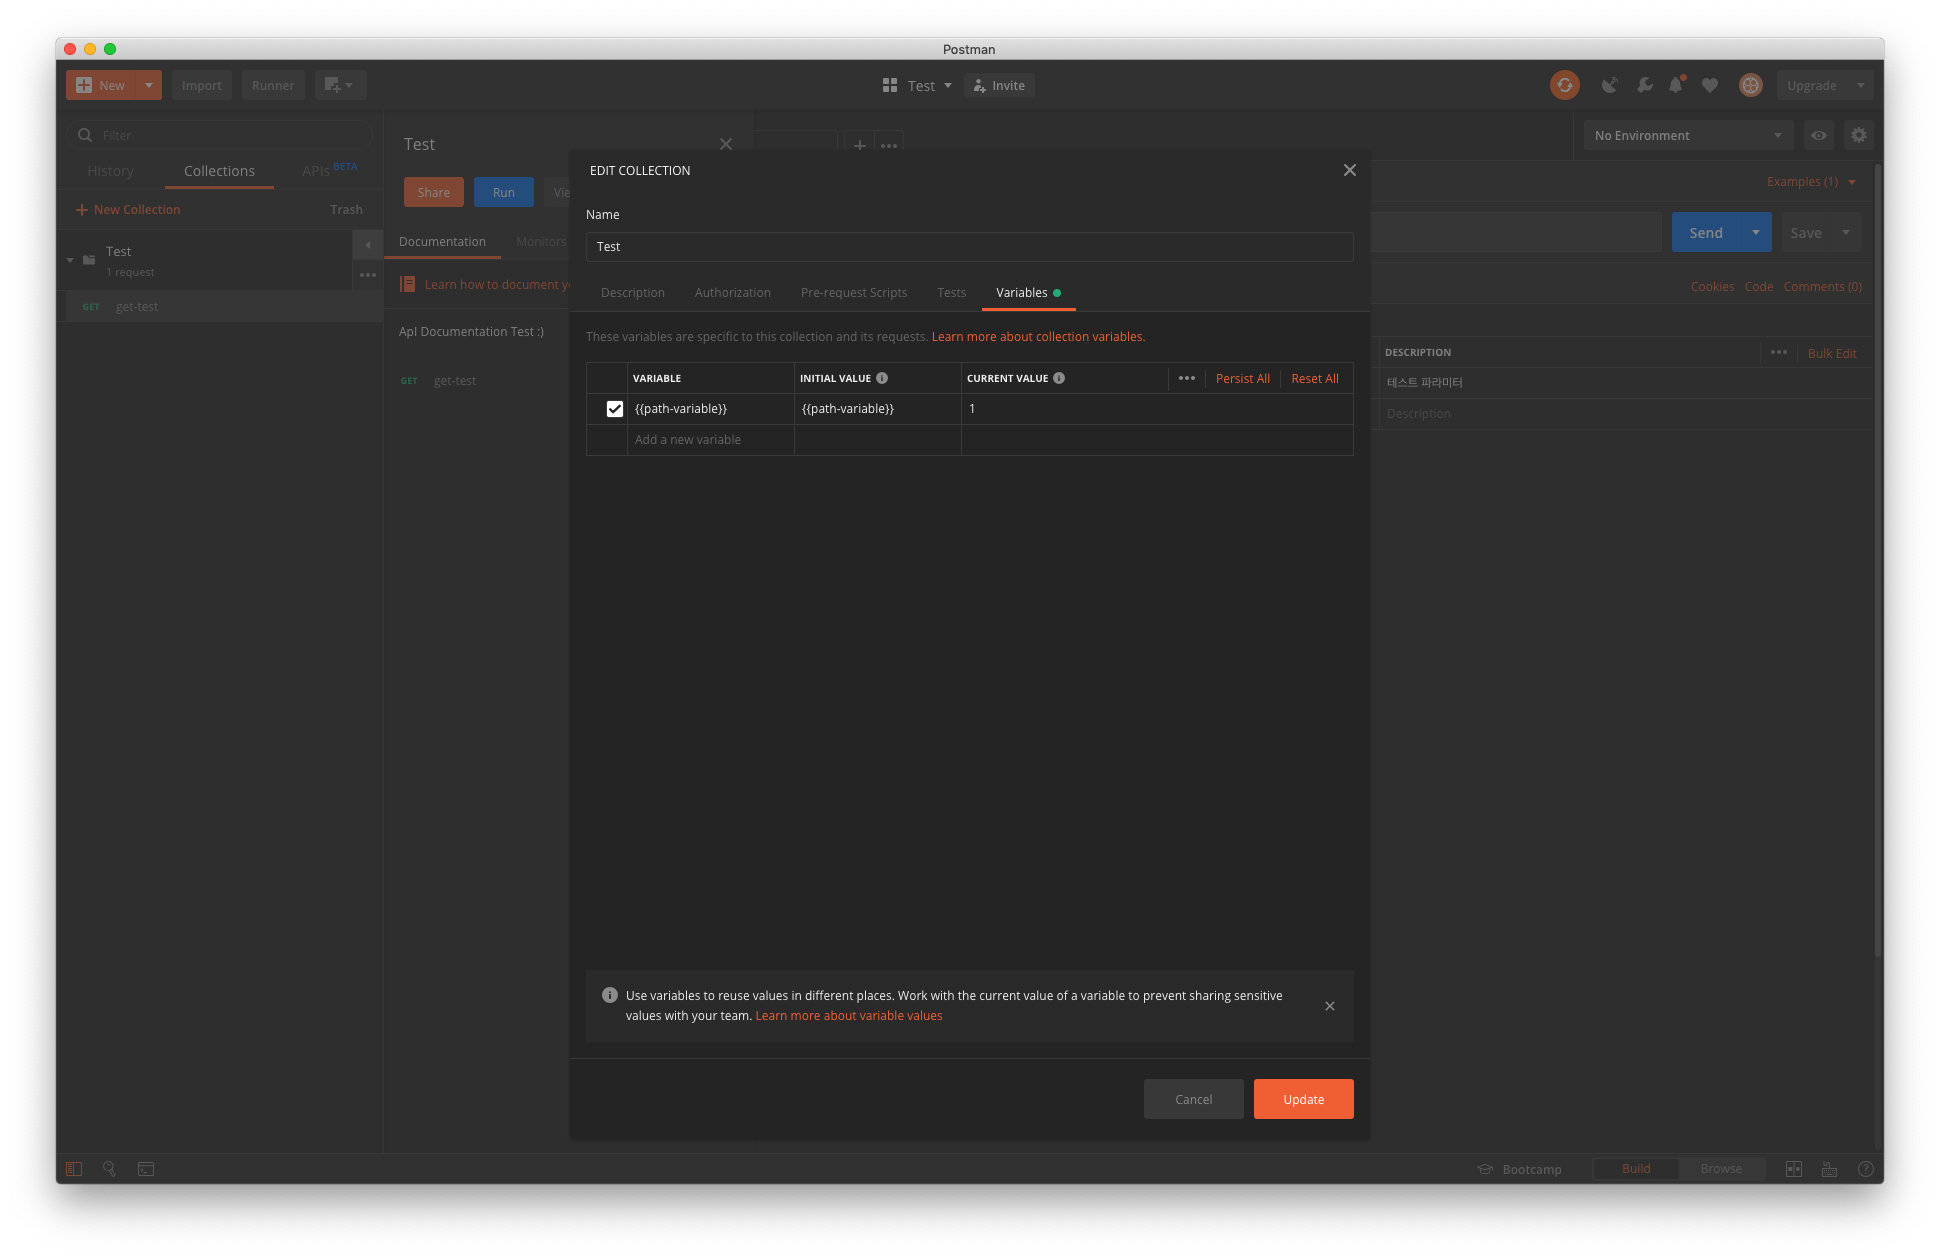 Postman
New
Import
Runner
Test
Invite
Upgrade
Filter
History
Collections
APIs BETA
New Collection
Trash
Test
1 request
GET get-test
Test
Share
Run
Documentation
Monitors
Learn how to document
ApI Documentation Test :)
GET get-test
No Environment
Examples (1)
Send
Save
Cookies Code Comments (0)
DESCRIPTION
Bulk Edit
테스트 파라미터
Description
EDIT COLLECTION
Name
Test
Description
Authorization
Pre-request Scripts
Tests
Variables
These variables are specific to this collection and its requests. Learn more about collection variables.
VARIABLE INITIAL VALUE CURRENT VALUE Persist All Reset All
{{path-variable}} {{path-variable}} 1
Add a new variable
Use variables to reuse values in different places. Work with the current value of a variable to prevent sharing sensitive
values with your team. Learn more about variable values
Cancel
Update
Bootcamp
Build
Browse